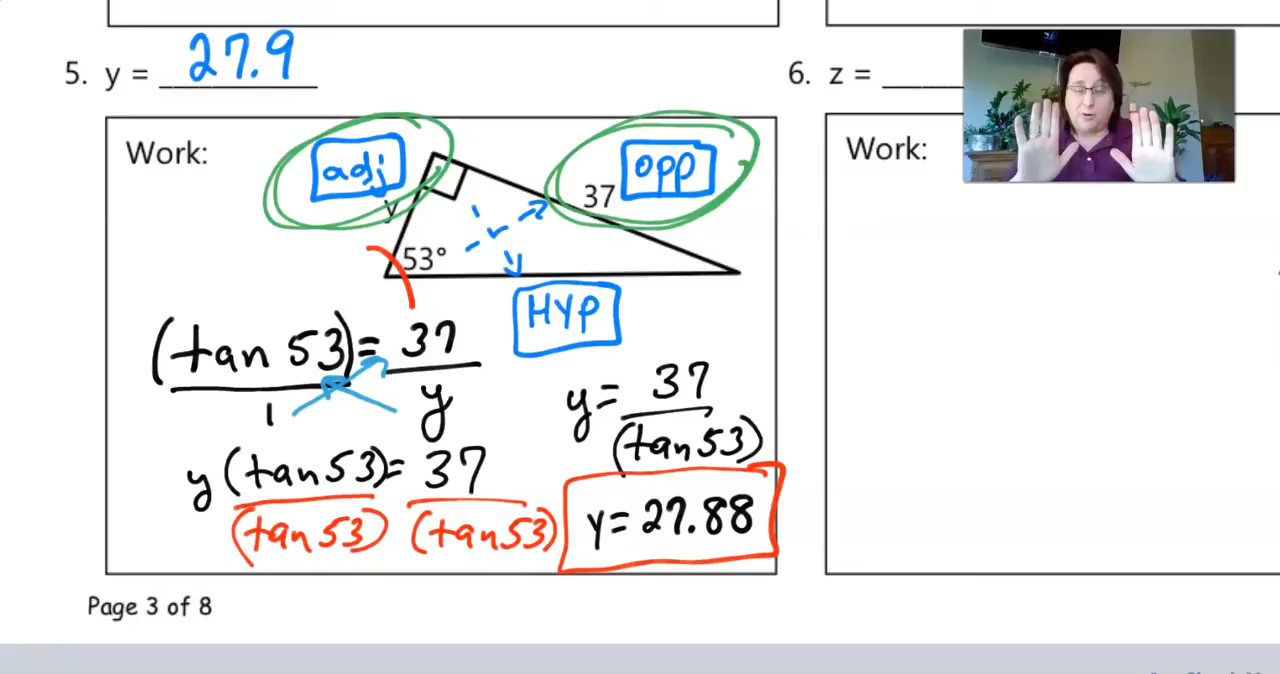 5. y = 27.9
6. z =
Work:
adj
37
opp
y
53°
HYP
Work:
(tan 53) = 37
1 y
y (tan 53) = 37
(tan 53) (tan 53)
y = 37
(tan 53)
y = 27.88
Page 3 of 8